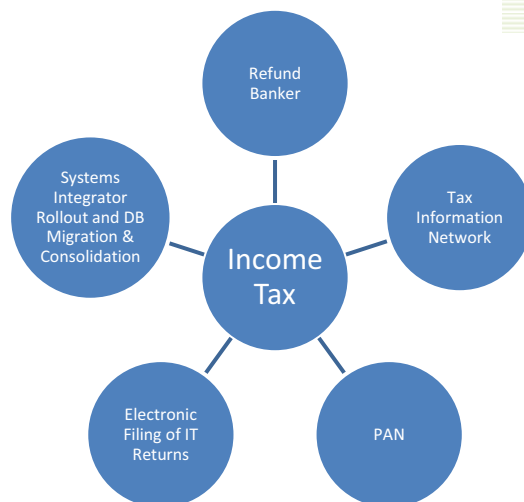 Refund
Banker
Systems
Integrator
Rollout and DB
Migration &
Consolidation
Tax
Information
Network
Income
Tax
Electronic
Filing of IT
Returns
PAN